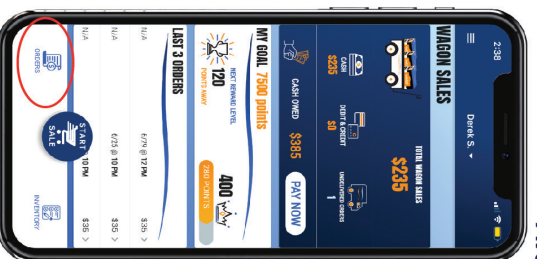 2:38
Derek S.
WAGON SALES
TOTAL WAGON SALES
$235
CASH
$235
DEBIT & CREDIT
$0
UNDELIVERED ORDERS
1
CASH OWED $385 PAY NOW
MY GOAL 7500 points
NEXT REWARD LEVEL
120
POINTS AWAY
400
280 POINTS
LAST 3 ORDERS
N/A 6/29 @ 12 PM $35 >
N/A 6/25 @ 10 PM $35 >
N/A 10 PM $35 >
ORDERS
START
SALE
INVENTORY